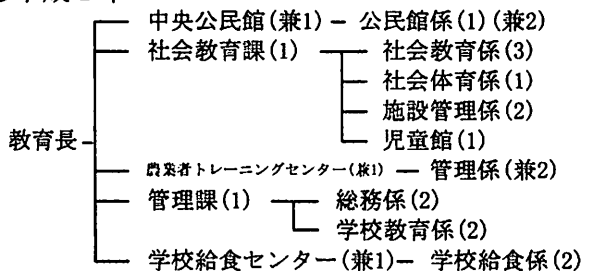 中央公民館(兼1) 公民館係(1)(兼2)
社会教育課(1) 社会教育係(3)
社会体育係(1)
施設管理係(2)
児童館(1)
教育長
農業者トレーニングセンター(兼1) 管理係(兼2)
管理課(1) 総務係(2)
学校教育係(2)
学校給食センター(兼1) 学校給食係(2)